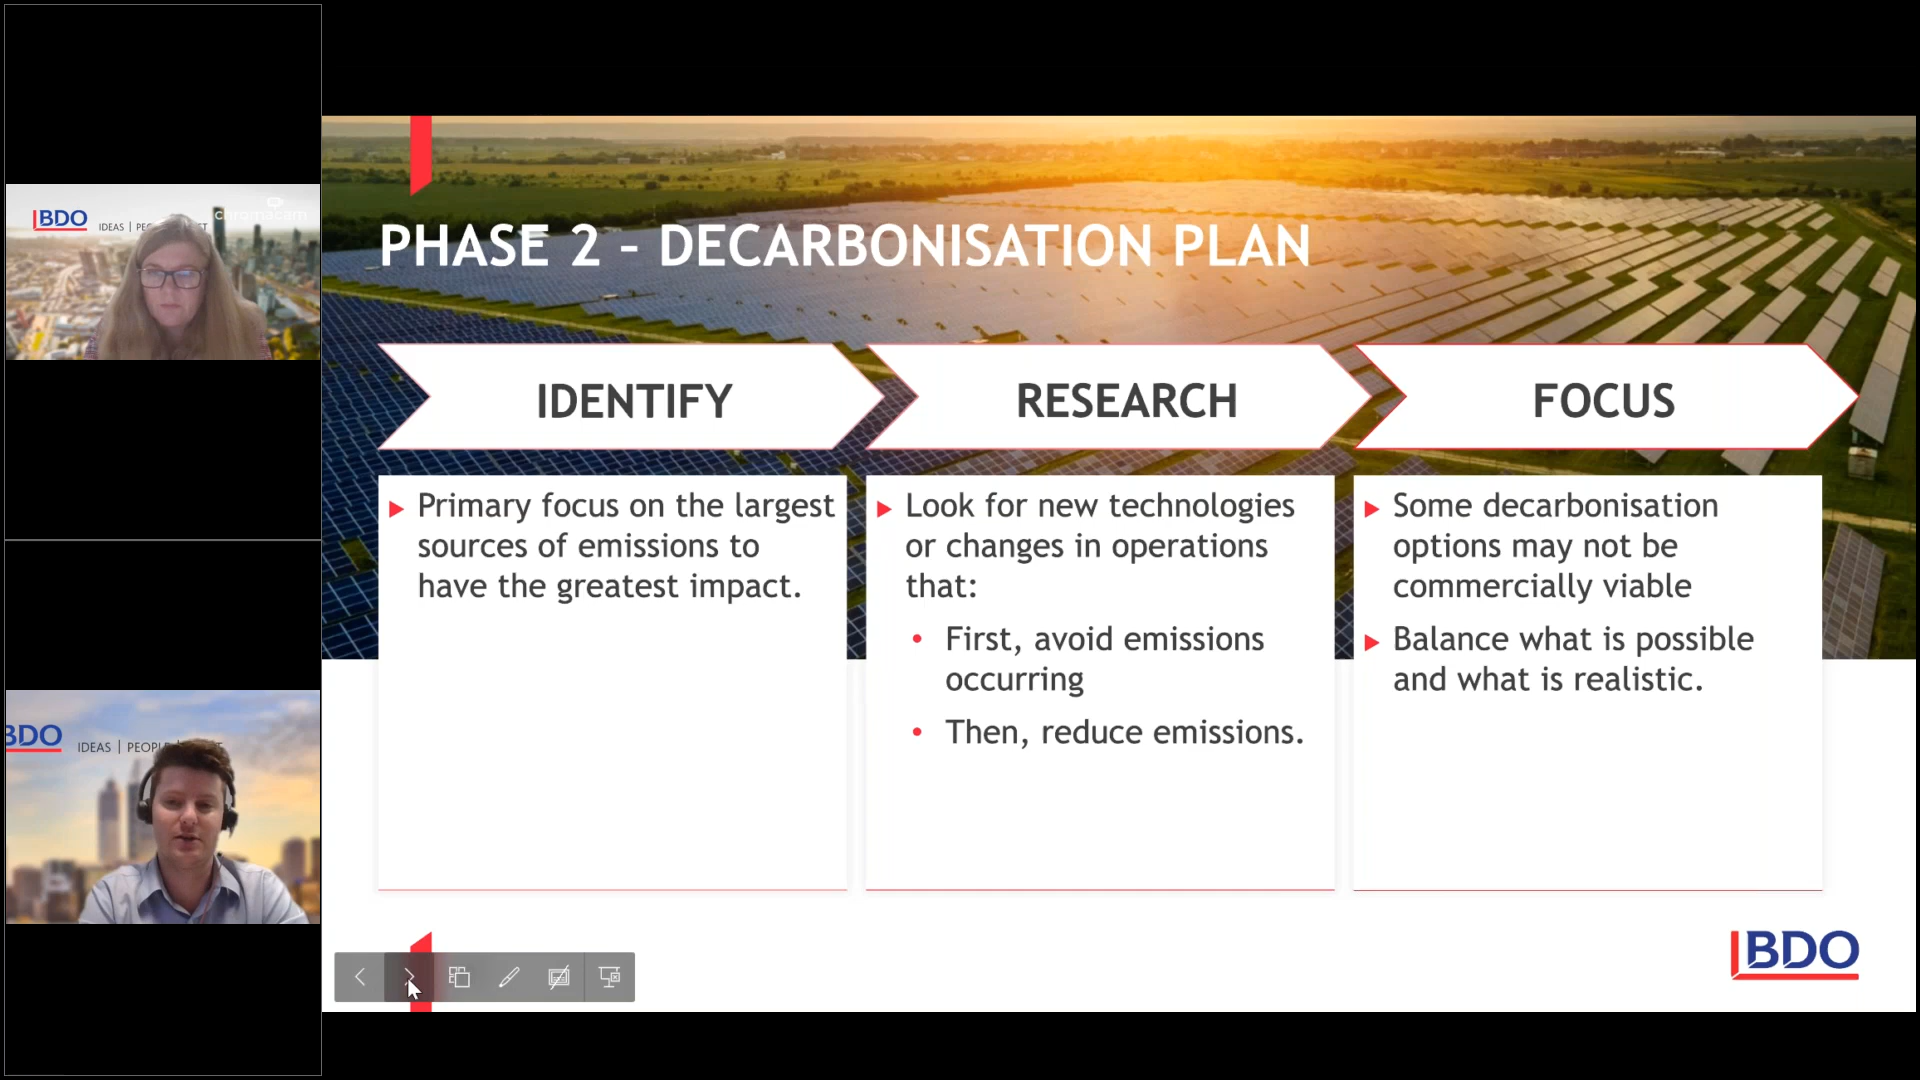 BDO
IDEAS
chromacam
BDO
IDEAS | PEOPL
PHASE 2 – DECARBONISATION PLAN
IDENTIFY
Primary focus on the largest
sources of emissions to
have the greatest impact.
RESEARCH
Look for new technologies
or changes in operations
that:
First, avoid emissions
occurring
Then, reduce emissions.
FOCUS
Some decarbonisation
options may not be
commercially viable
Balance what is possible
and what is realistic.
BDO